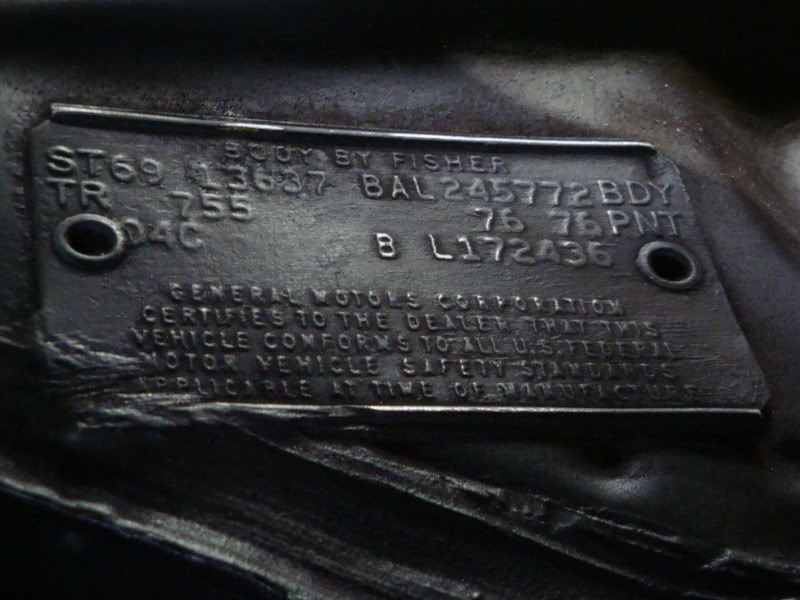 BODY BY FISHER
ST69 13637 BAL245772BDY
TR 755 76 76PNT
04C B L172436
GENERAL MOTORS CORPORATION
CERTIFIES TO THE DEALER THAT THIS
VEHICLE CONFORMS TO ALL U.S. FEDERAL
MOTOR VEHICLE SAFETY STANDARDS
APPLICABLE AT TIME OF MANUFACTURE